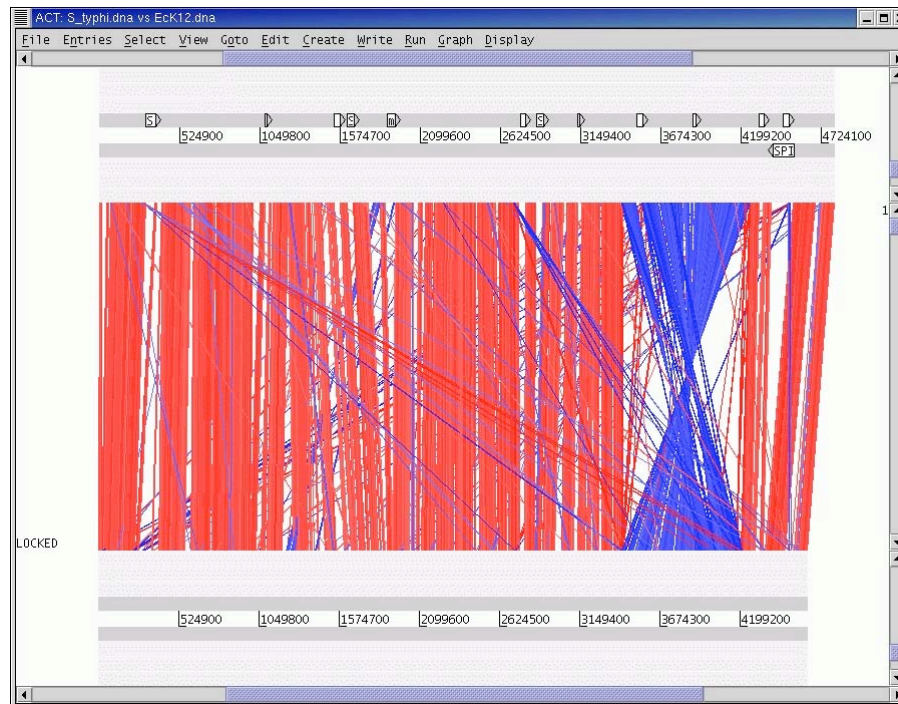 ACT: S_typhi.dna vs EcK12.dna
File Entries Select View Goto Edit Create Write Run Graph Display
S S m S
524900 1049800 1574700 2099600 2624500 3149400 3674300 4199200 4724100
SPI
1
LOCKED
524900 1049800 1574700 2099600 2624500 3149400 3674300 4199200